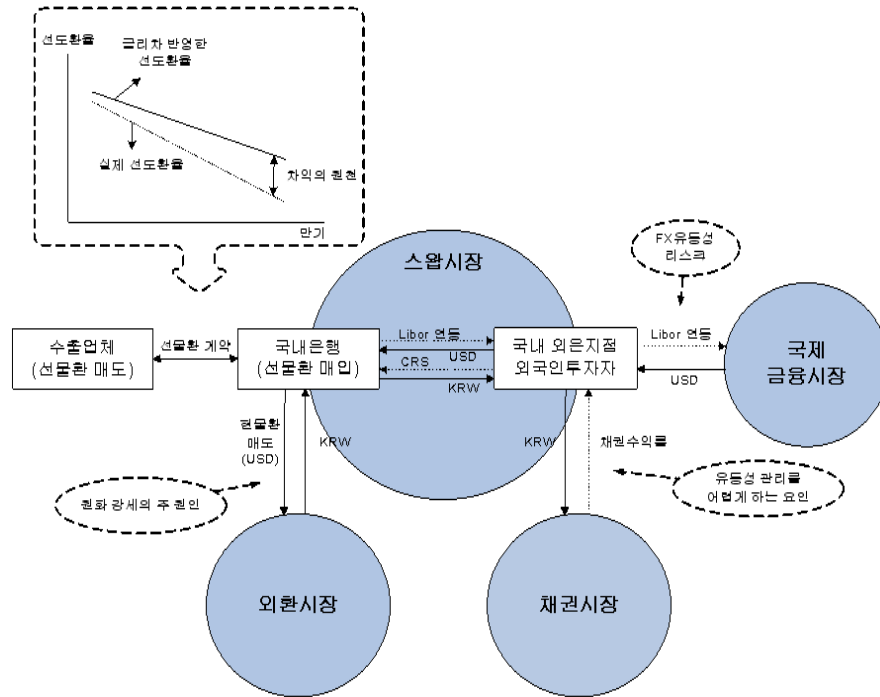 선도환율
금리차 반영한
선도환율
실제 선도환율
차익의 원천
만기
스왑시장
FX유동성
리스크
수출업체
(선물환 매도)
선물환 계약
국내은행
(선물환 매입)
Libor 연동
USD
CRS
KRW
국내 외은지점
외국인투자자
Libor 연동
USD
국제
금융시장
현물환
매도
(USD)
KRW
KRW
채권수익률
원화 강세의 주 원인
유동성 관리를
어렵게 하는 요인
외환시장
채권시장